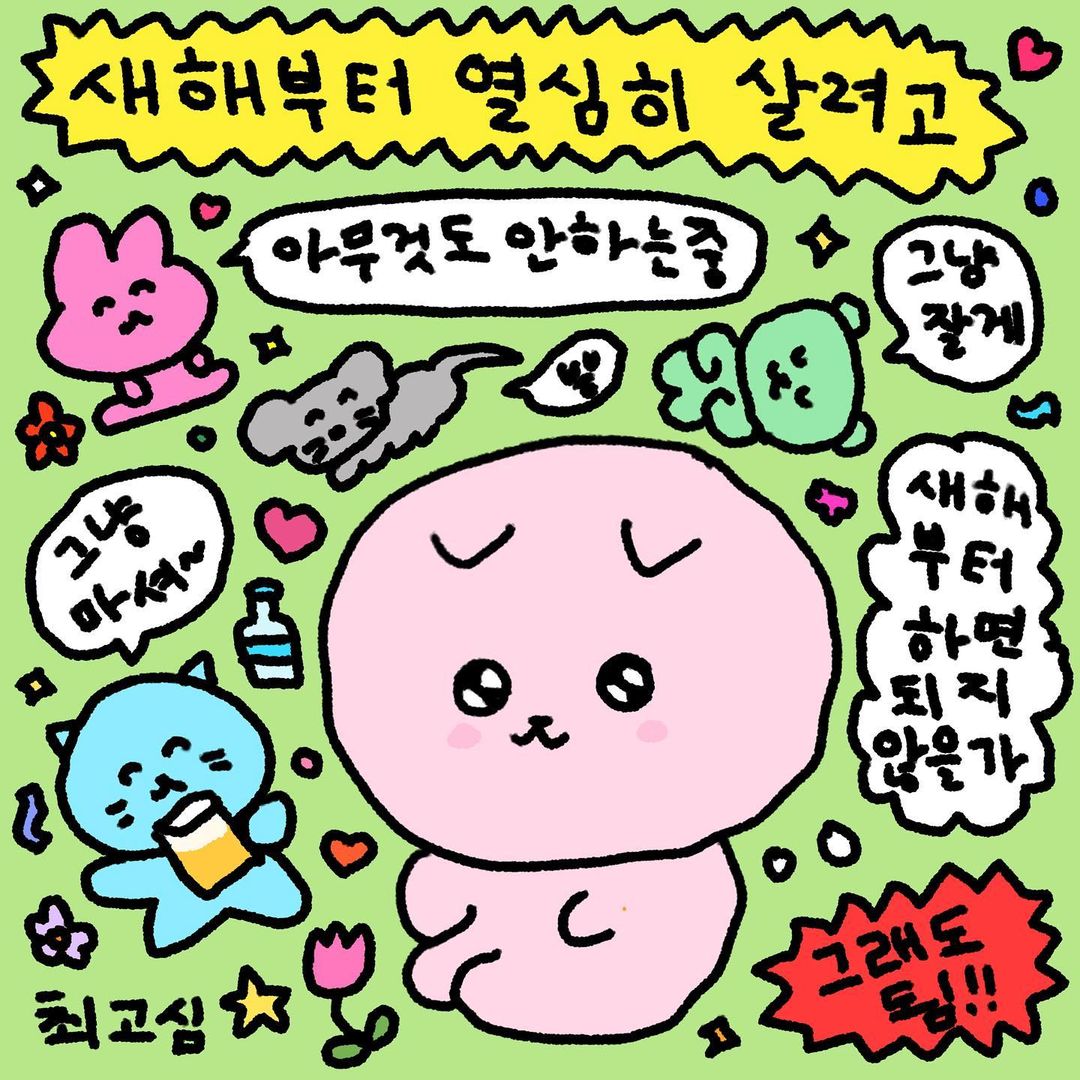 새해부터 열심히 살려고
아무것도 안하는중
그냥
잘게
그냥
마셔~
새해
부터
하면
되지
않을가
그래도
됨!!
최고심